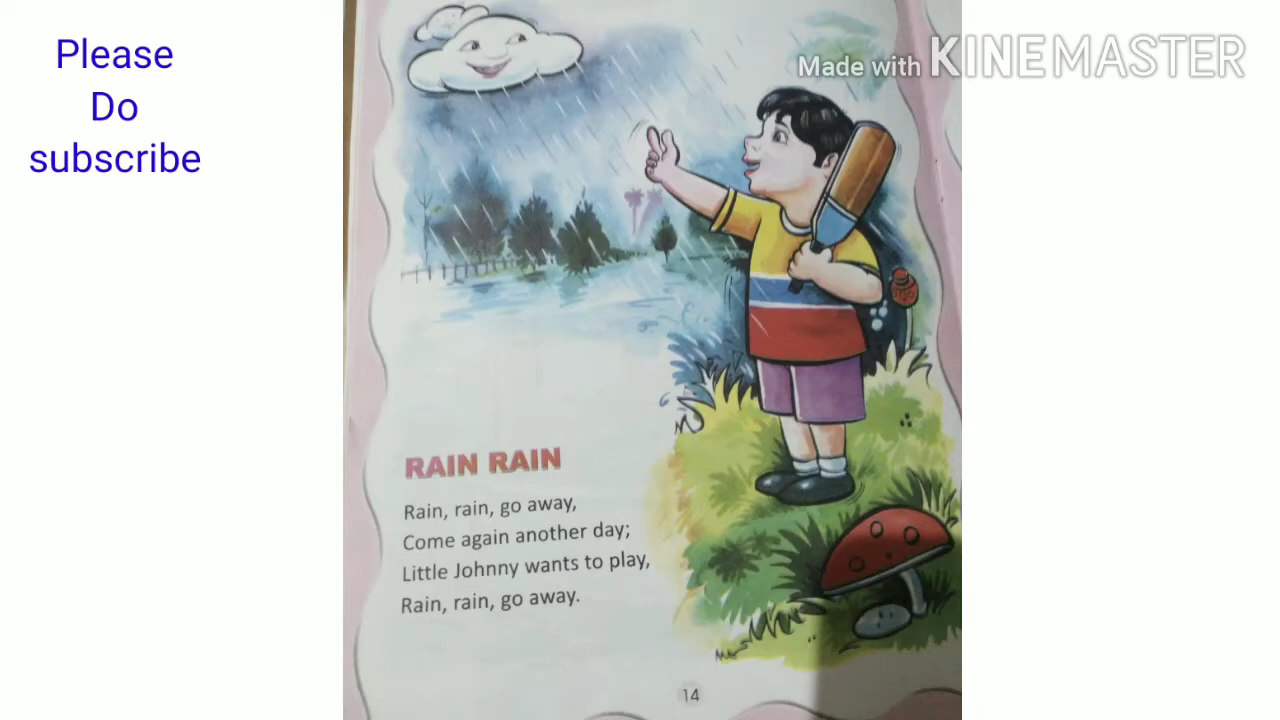 Please
Do
subscribe
Made with KINEMASTER
RAIN RAIN
Rain, rain, go away,
Come again another day;
Little Johnny wants to play,
Rain, rain, go away.
14